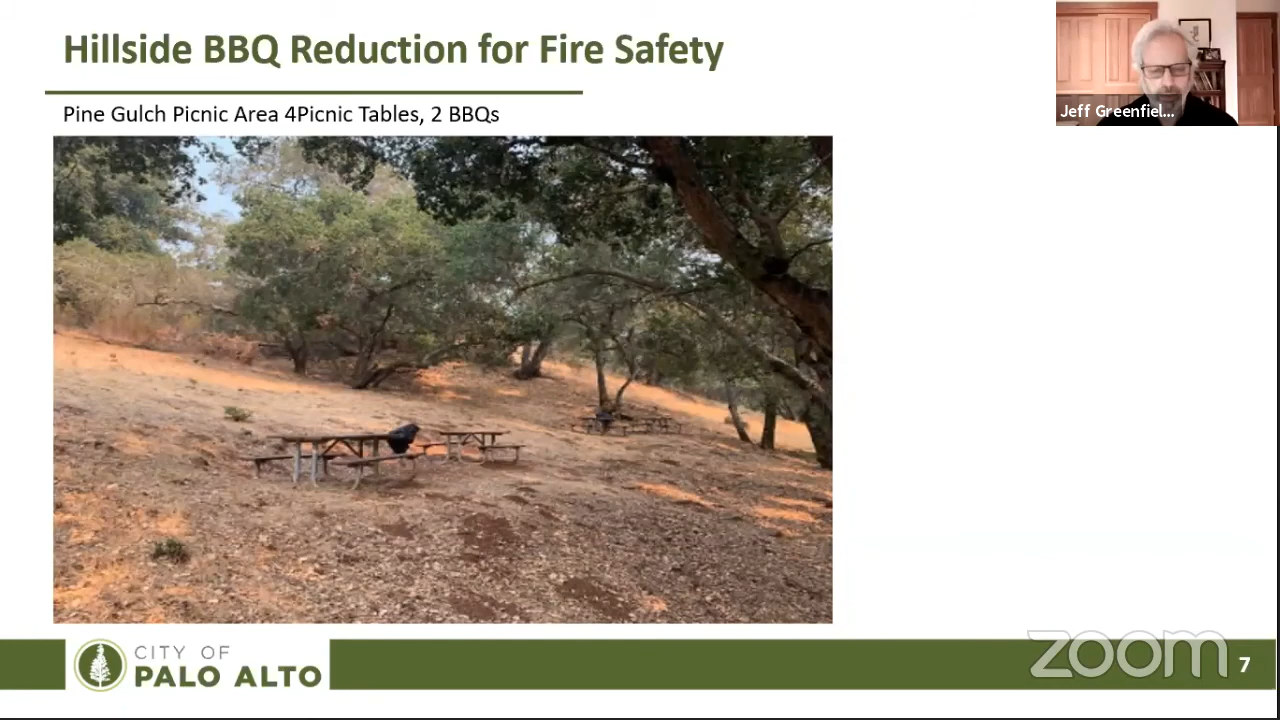 Hillside BBQ Reduction for Fire Safety
Jeff Greenfiel...
Pine Gulch Picnic Area 4Picnic Tables, 2 BBQs
CITY OF
PALO ALTO
zoom
7